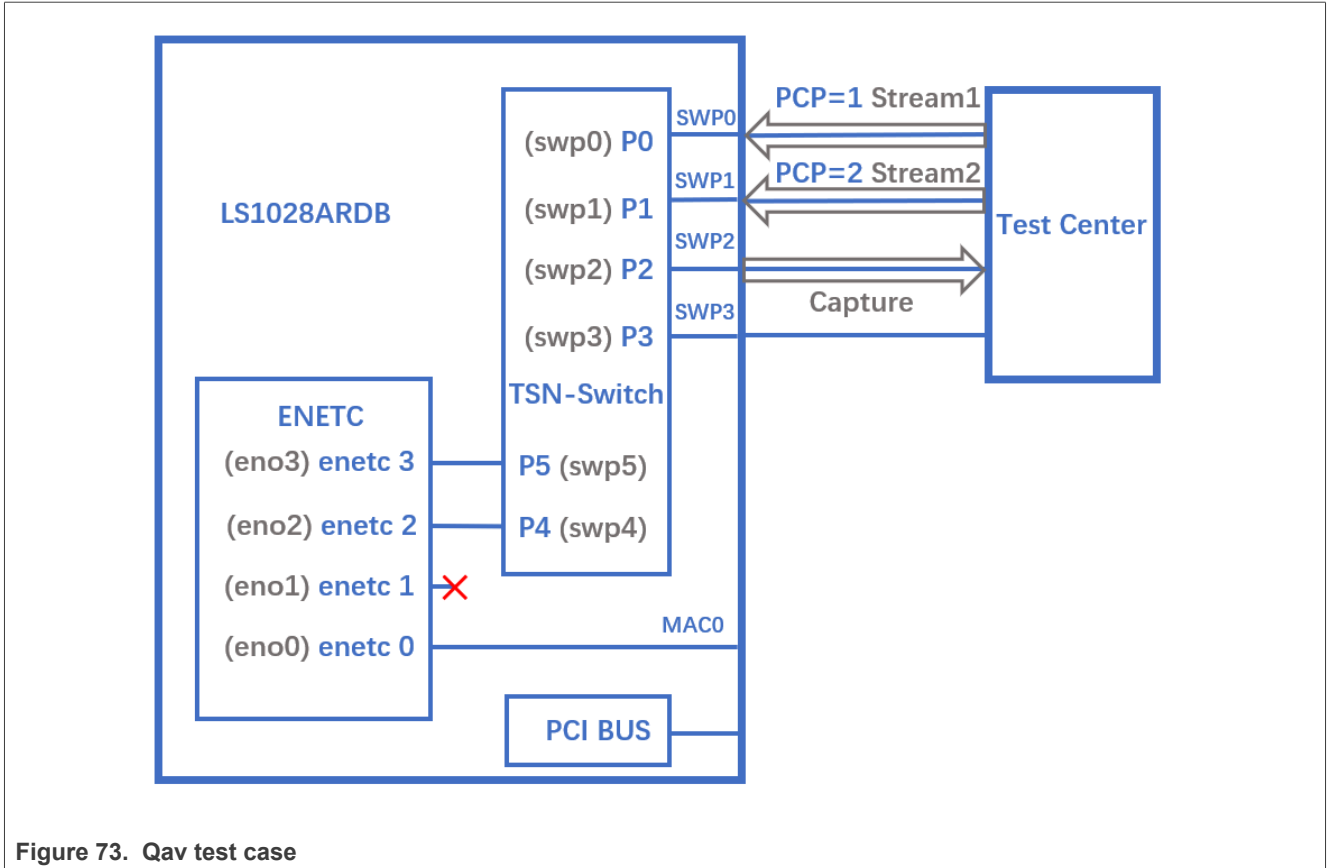 PCP=1 Stream1
SWP0
(swp0) P0
PCP=2 Stream2
SWP1
(swp1) P1
LS1028ARDB
Test Center
SWP2
(swp2) P2
Capture
SWP3
(swp3) P3
TSN-Switch
ENETC
(eno3) enetc 3
P5 (swp5)
(eno2) enetc 2
P4 (swp4)
(eno1) enetc 1
MAC0
(eno0) enetc 0
PCI BUS
Figure 73. Qav test case